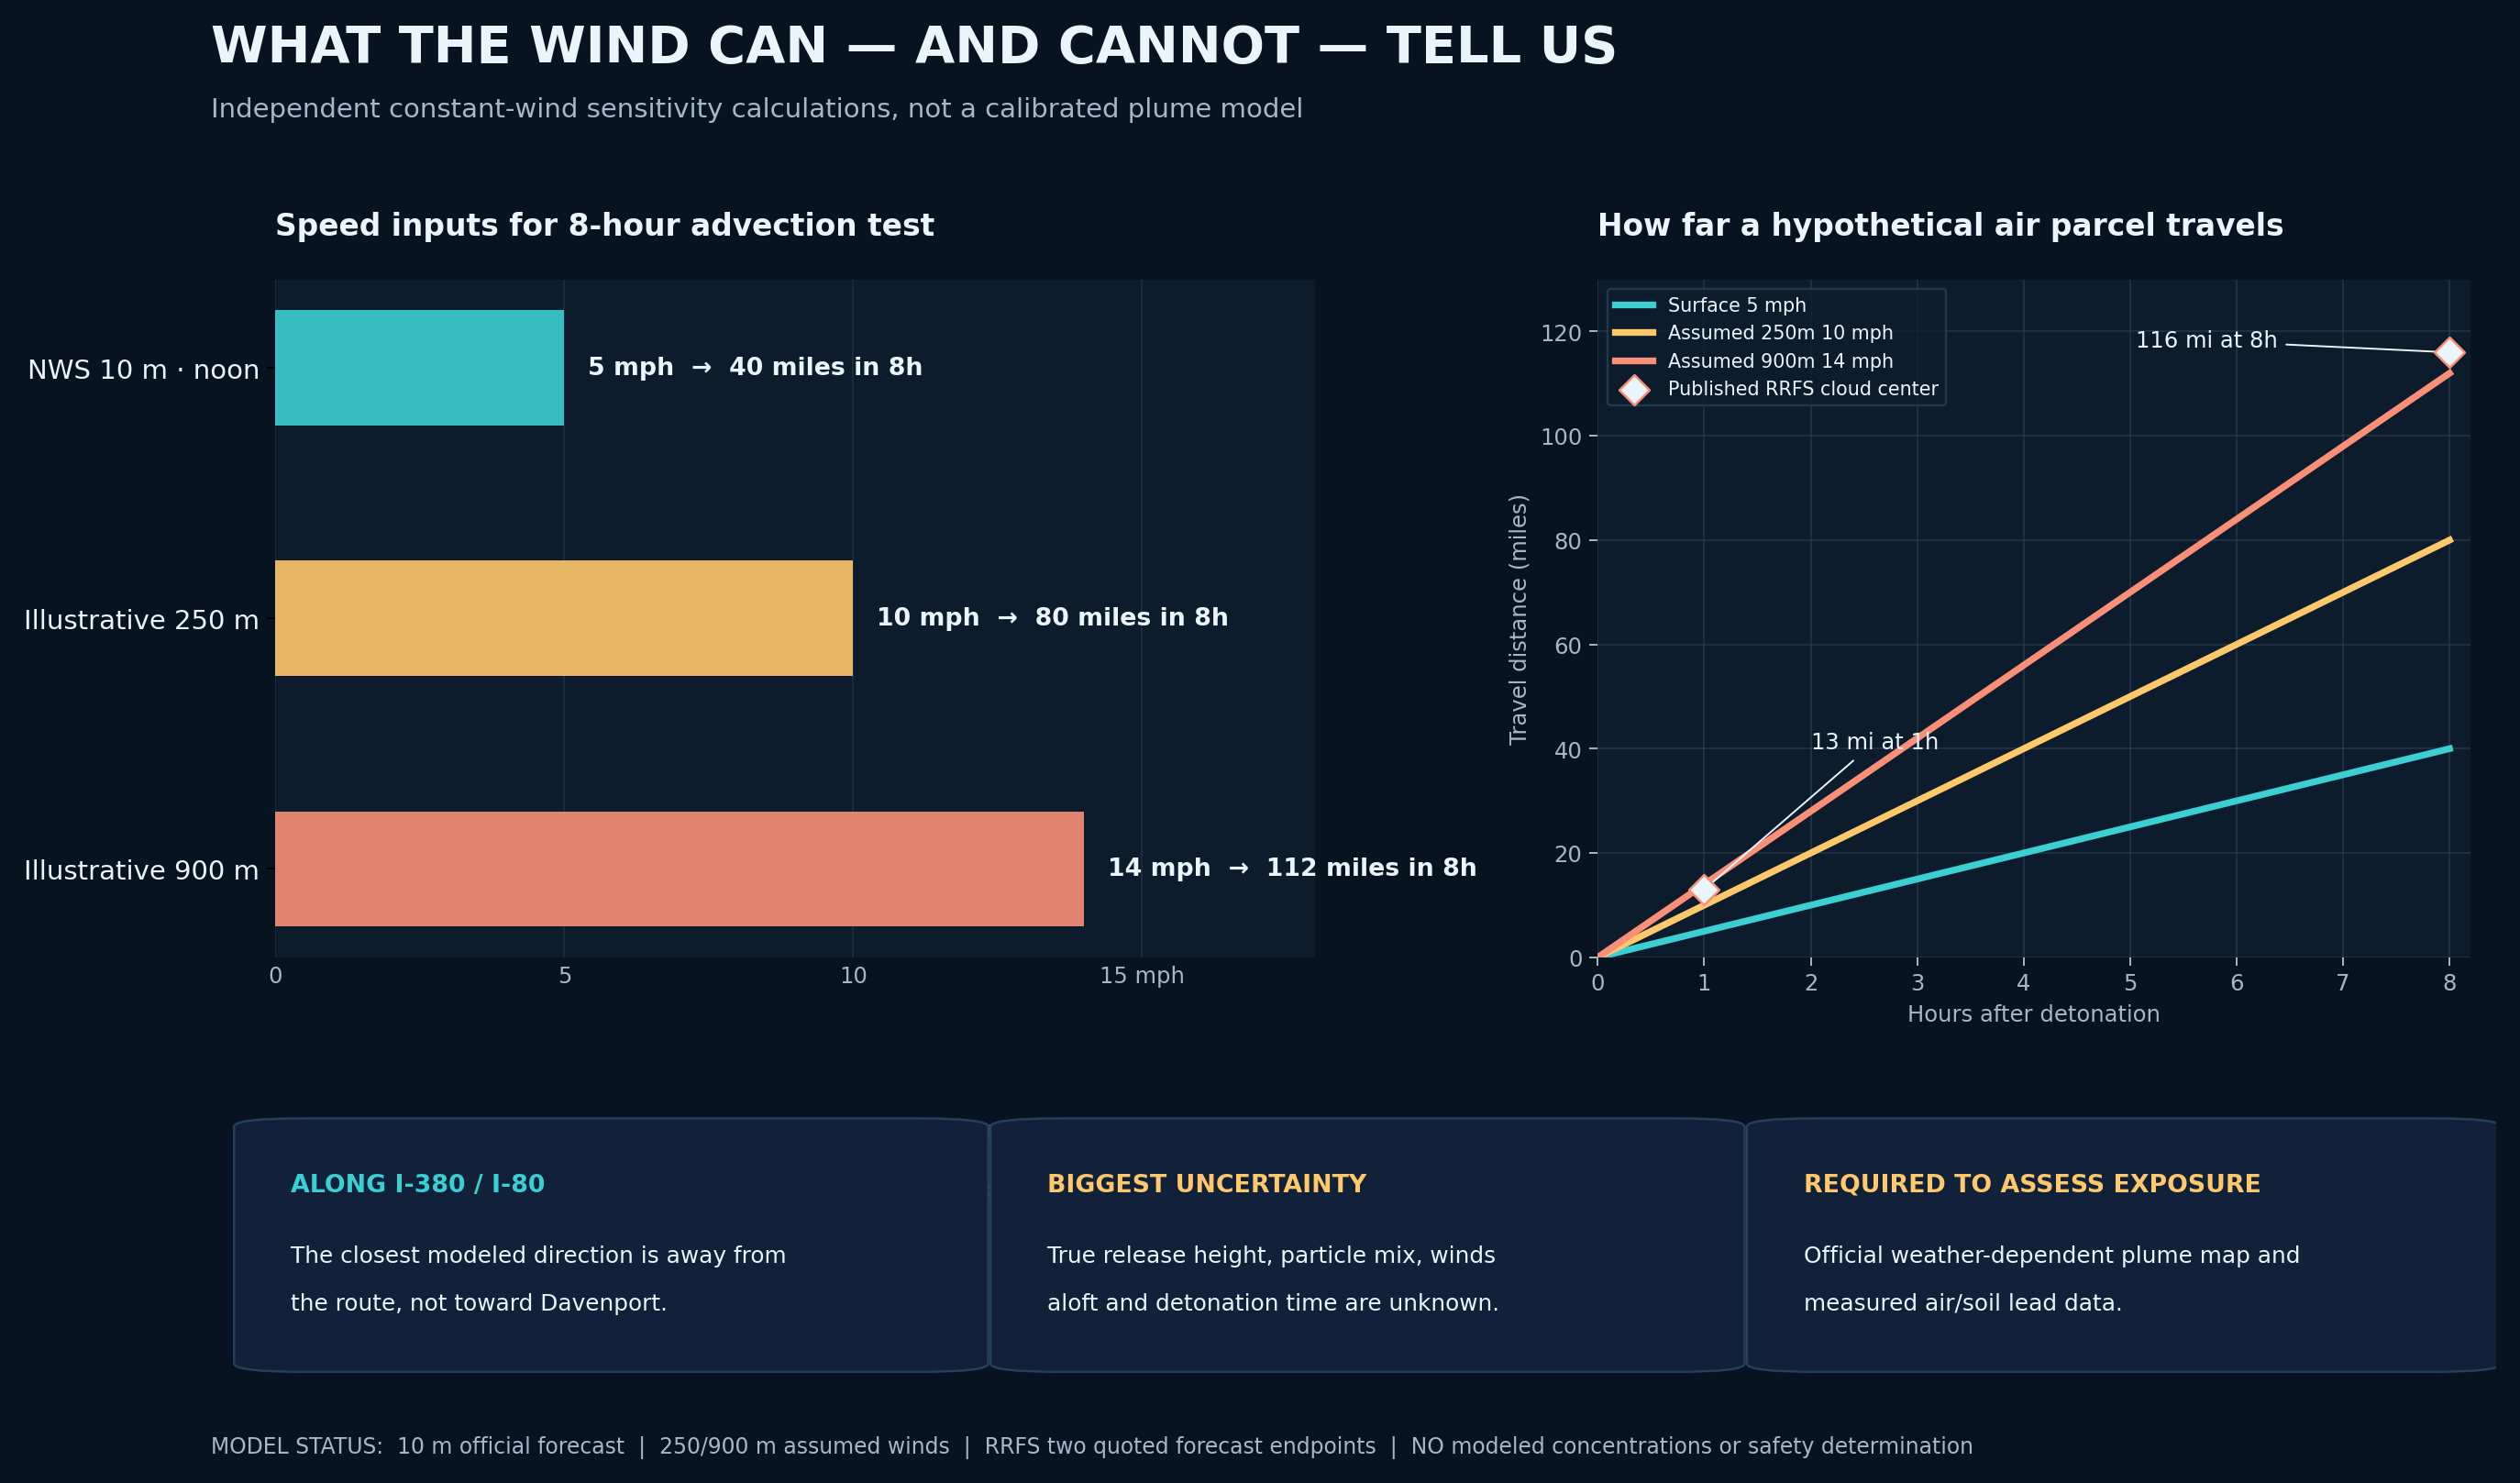 WHAT THE WIND CAN — AND CANNOT — TELL US
Independent constant-wind sensitivity calculations, not a calibrated plume model
Speed inputs for 8-hour advection test
NWS 10 m · noon
5 mph → 40 miles in 8h
Illustrative 250 m
10 mph → 80 miles in 8h
Illustrative 900 m
14 mph → 112 miles in 8h
0 5 10 15 mph
How far a hypothetical air parcel travels
Surface 5 mph
Assumed 250m 10 mph
Assumed 900m 14 mph
Published RRFS cloud center
116 mi at 8h
13 mi at 1h
Travel distance (miles)
120
100
80
60
40
20
0
0 1 2 3 4 5 6 7 8
Hours after detonation
ALONG I-380 / I-80
The closest modeled direction is away from
the route, not toward Davenport.
BIGGEST UNCERTAINTY
True release height, particle mix, winds
aloft and detonation time are unknown.
REQUIRED TO ASSESS EXPOSURE
Official weather-dependent plume map and
measured air/soil lead data.
MODEL STATUS: 10 m official forecast | 250/900 m assumed winds | RRFS two quoted forecast endpoints | NO modeled concentrations or safety determination